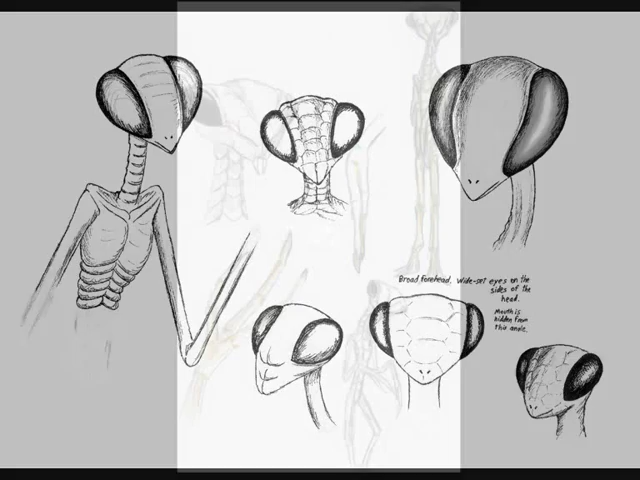 Broad forehead. Wide-set eyes on the
sides of the
head.
Mouth is
hidden from
this angle.